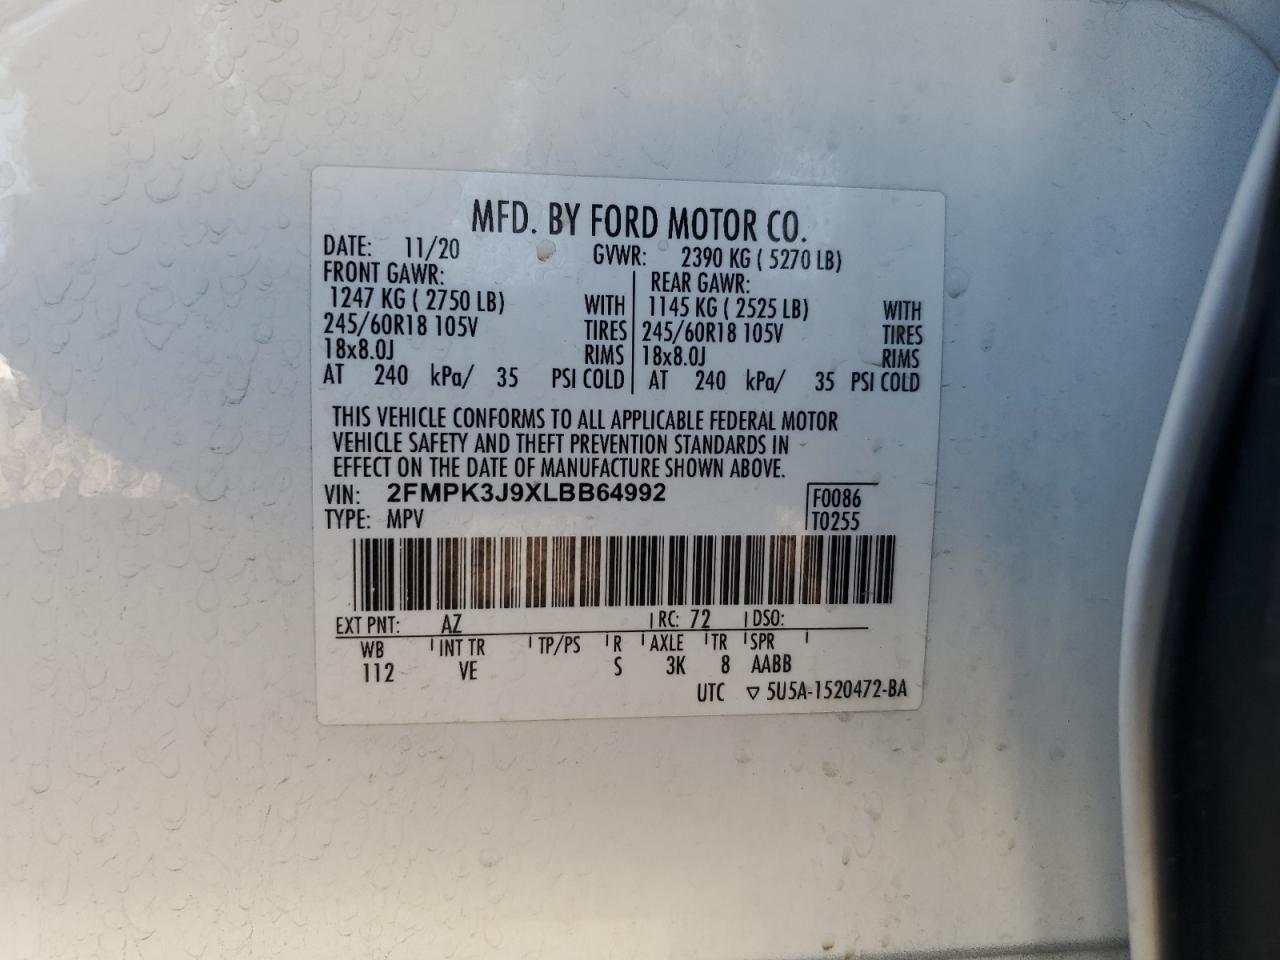 MFD. BY FORD MOTOR CO.
DATE: 11/20 GVWR: 2390 KG ( 5270 LB)
FRONT GAWR: REAR GAWR:
1247 KG ( 2750 LB) WITH 1145 KG ( 2525 LB) WITH
245/60R18 105V TIRES 245/60R18 105V TIRES
18x8.0J RIMS 18x8.0J RIMS
AT 240 kPa/ 35 PSI COLD AT 240 kPa/ 35 PSI COLD
THIS VEHICLE CONFORMS TO ALL APPLICABLE FEDERAL MOTOR
VEHICLE SAFETY AND THEFT PREVENTION STANDARDS IN
EFFECT ON THE DATE OF MANUFACTURE SHOWN ABOVE.
VIN: 2FMPK3J9XLBB64992 F0086
TYPE: MPV T0255
EXT PNT: AZ RC: 72 DSO:
WB INT TR TP/PS R AXLE TR SPR
112 VE S 3K 8 AABB
UTC ▽ 5U5A-1520472-BA